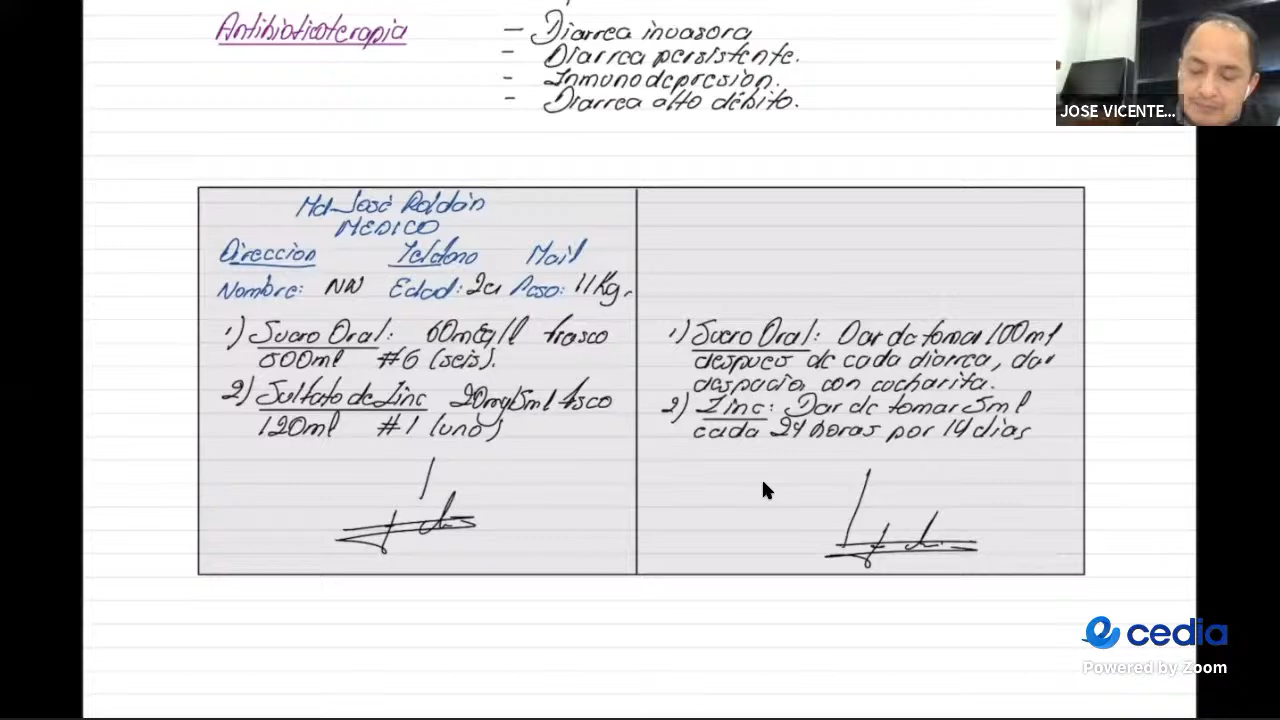 Antibioticoterapia
- Diarrea invasora
- Diarrea persistente.
- Inmunodepresión.
- Diarrea alto débito.
JOSE VICENTE...
Md José Roldán
MEDICO
Dirección Teléfono Mail
Nombre: NN Edad: 2a Peso: 11Kg.
1) Suero Oral: 60mEq/l frasco
500ml #6 (seis).
2) Sulfato de Zinc 20mg/5ml fsco
120ml #1 (uno)
1) Suero Oral: Dar de tomar 100ml
despues de cada diarrea, dar
despacio, con cucharita.
2) Zinc: Dar de tomar 5ml
cada 24 horas por 14 dias
cedia
Powered by Zoom